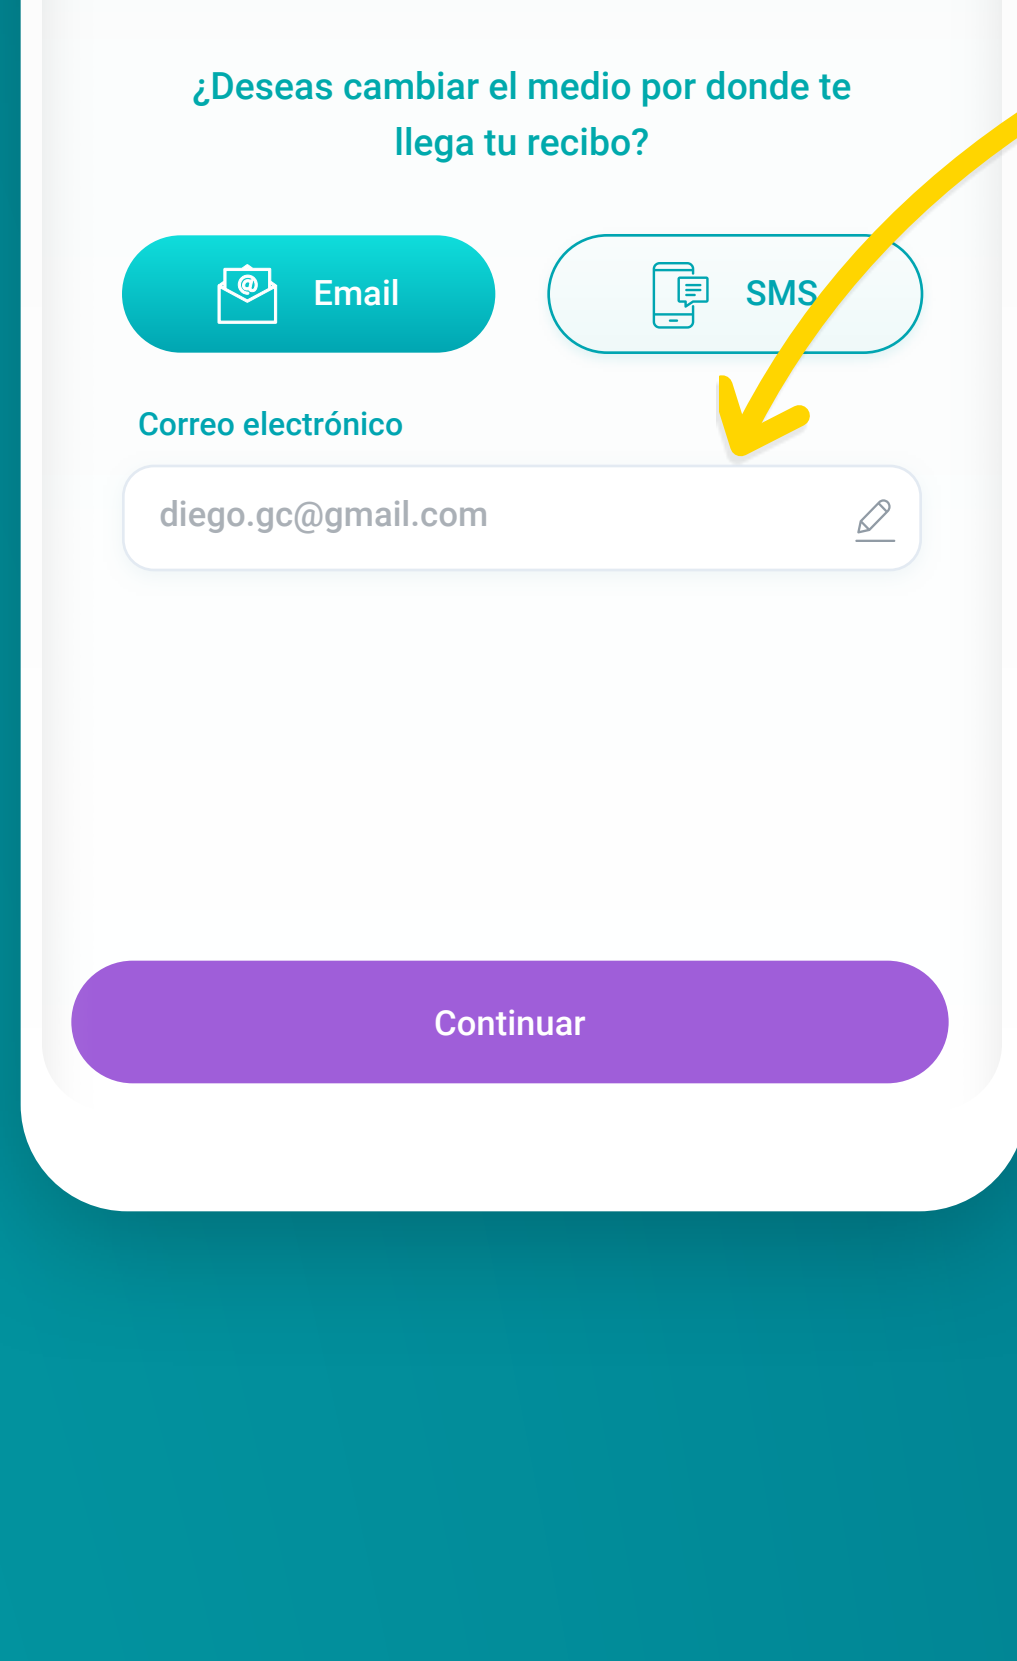 ¿Deseas cambiar el medio por donde te
llega tu recibo?
Email
SMS
Correo electrónico
diego.gc@gmail.com
Continuar